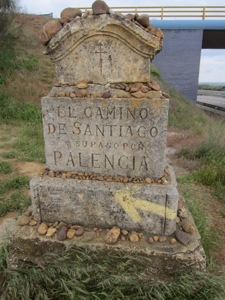 EL CAMINO
DE SANTIAGO
A SU PASO POR
PALENCIA